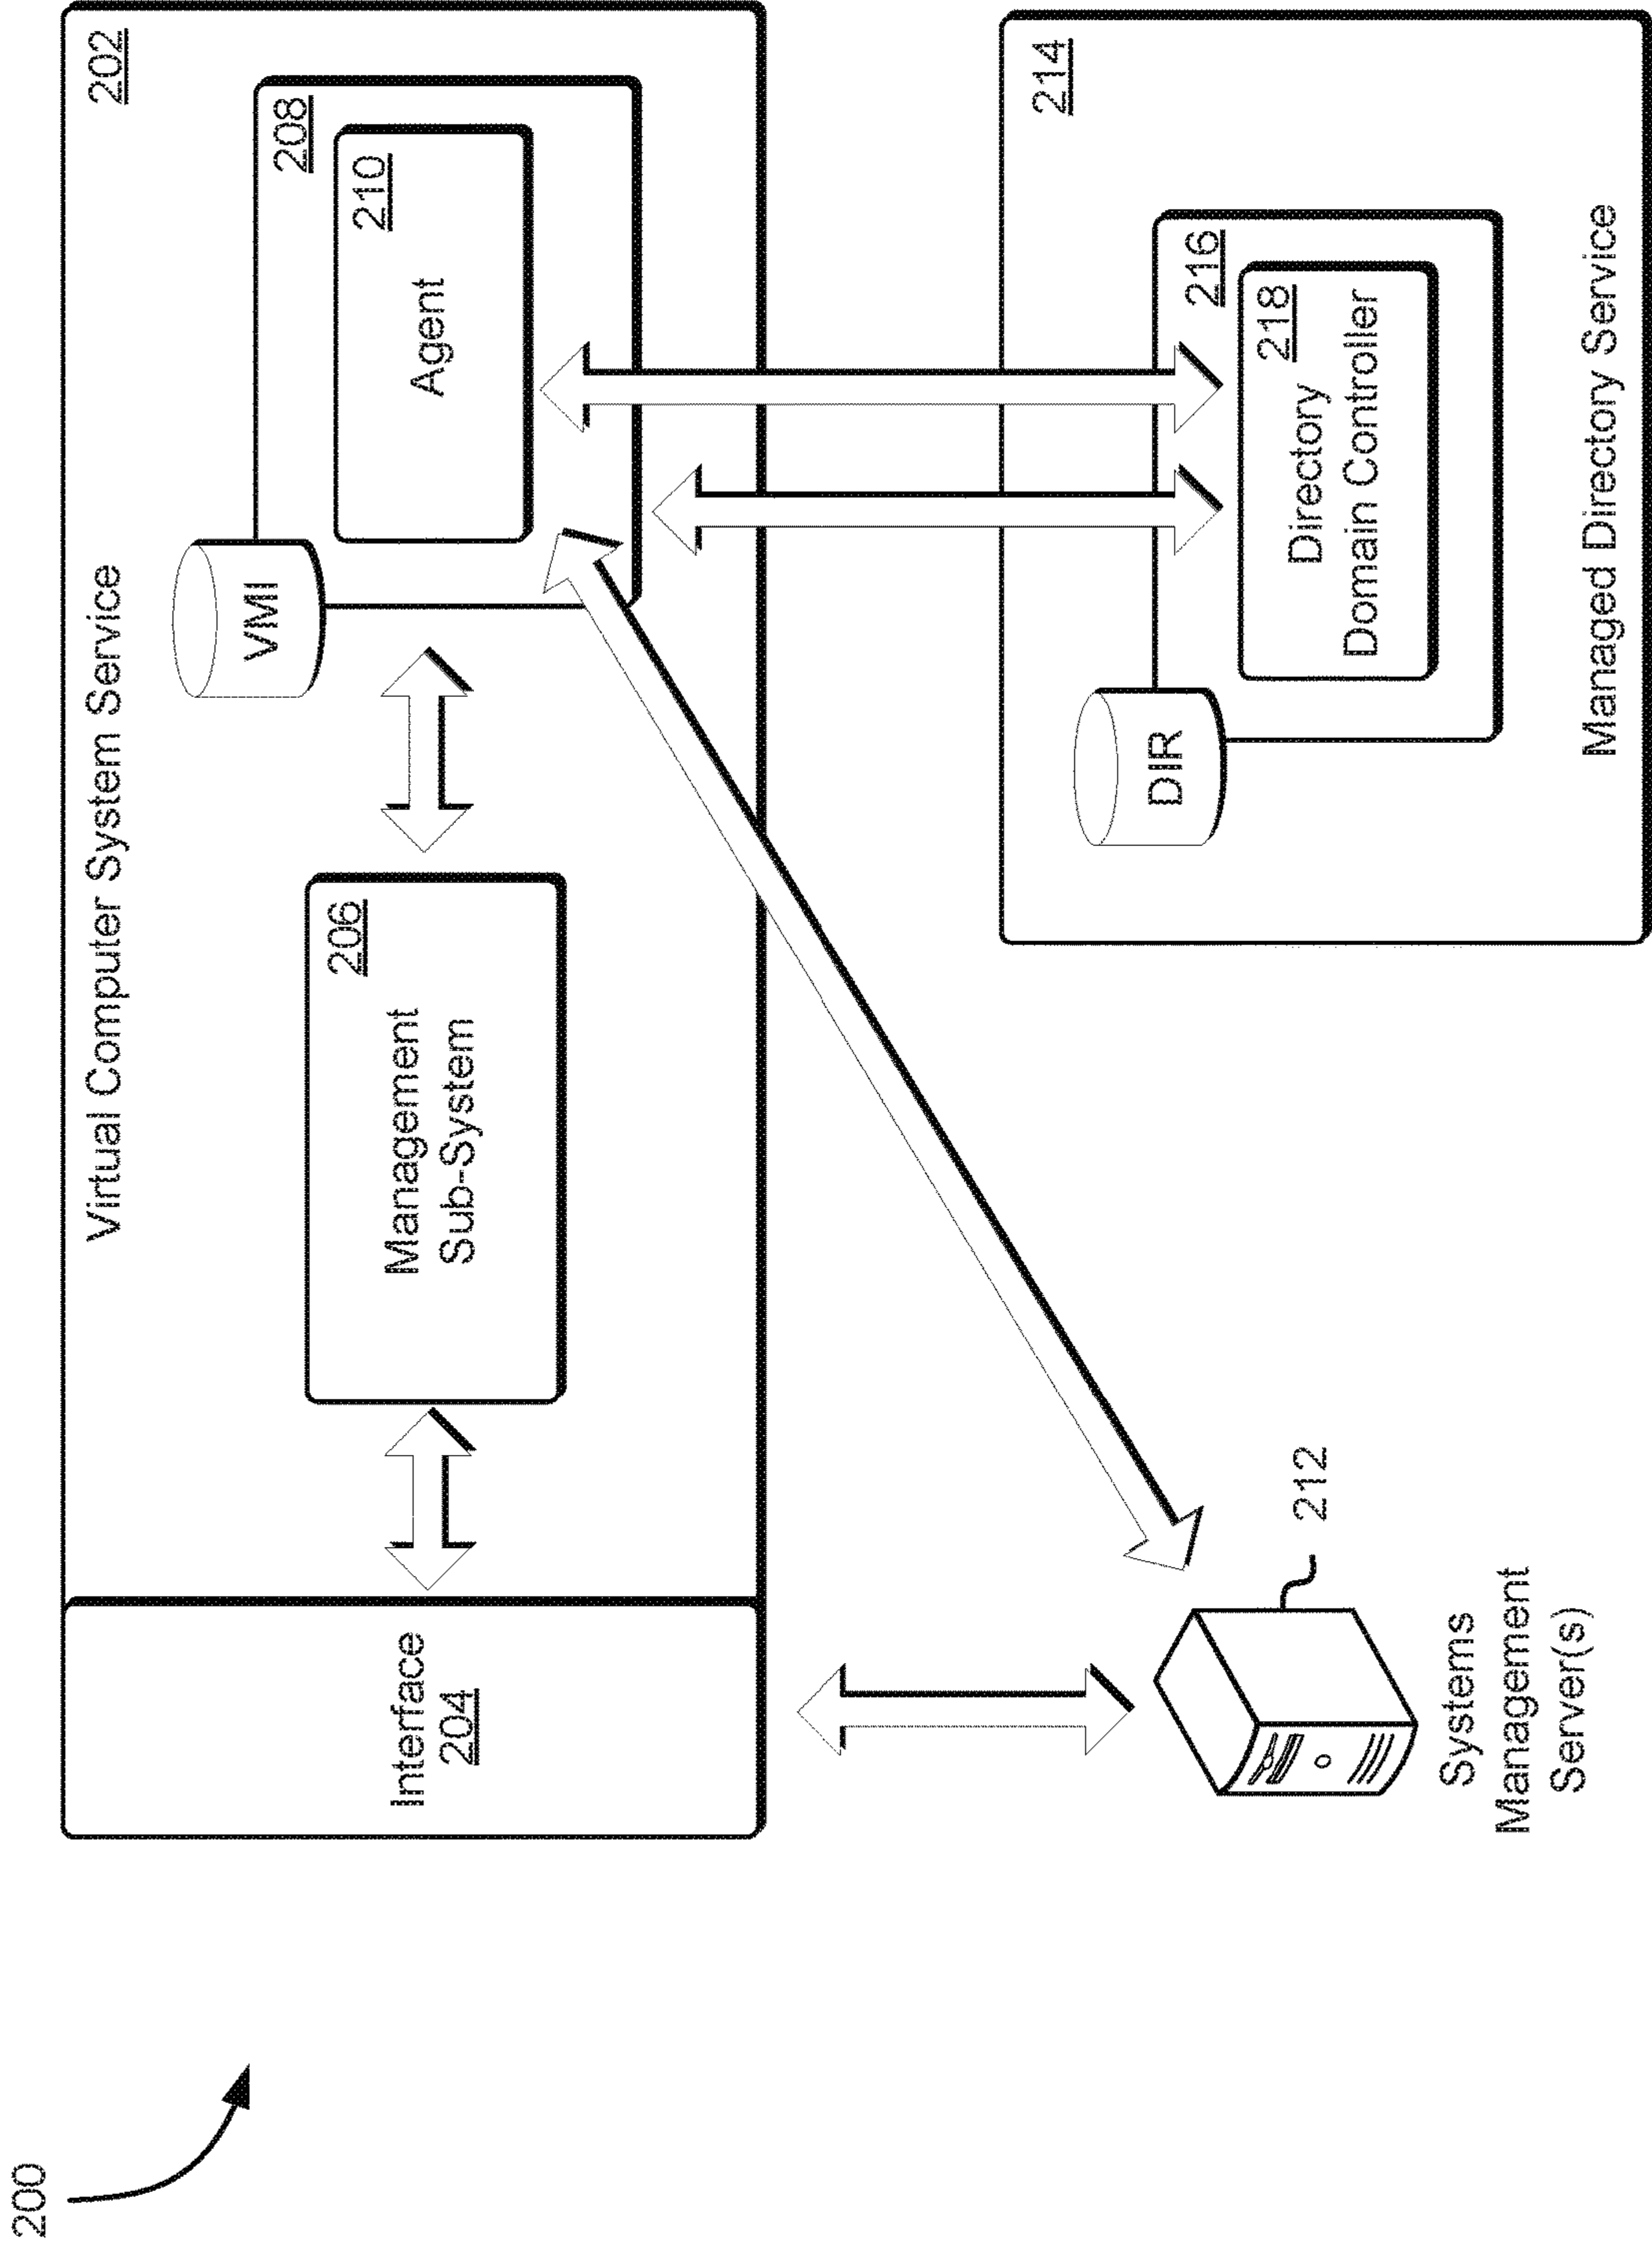 200
Virtual Computer System Service
202
Interface
204
206
Management
Sub-System
VMI
208
210
Agent
212
Systems
Management
Server(s)
214
DIR
216
218
Directory
Domain Controller
Managed Directory Service